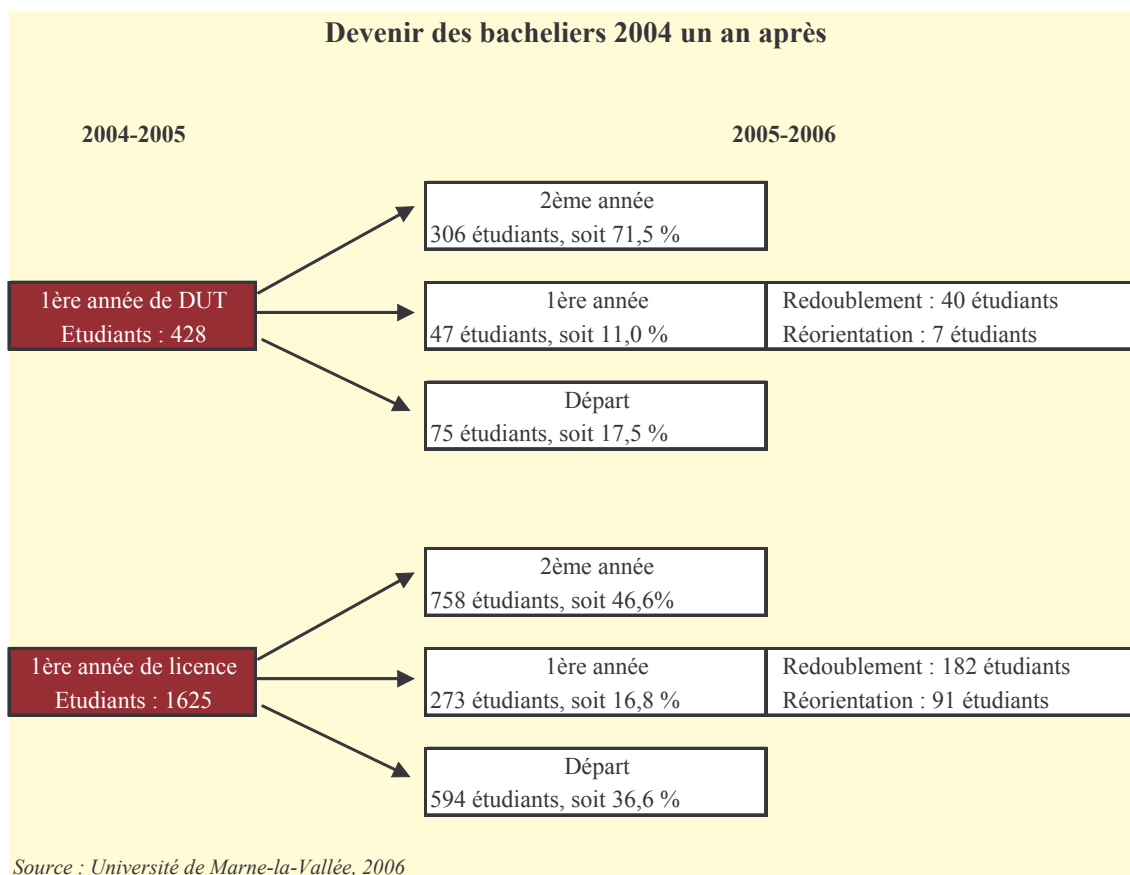 Devenir des bacheliers 2004 un an après
2004-2005
2005-2006
2ème année
306 étudiants, soit 71,5 %
1ère année de DUT
Etudiants : 428
1ère année
47 étudiants, soit 11,0 %
Redoublement : 40 étudiants
Réorientation : 7 étudiants
Départ
75 étudiants, soit 17,5 %
2ème année
758 étudiants, soit 46,6%
1ère année de licence
Etudiants : 1625
1ère année
273 étudiants, soit 16,8 %
Redoublement : 182 étudiants
Réorientation : 91 étudiants
Départ
594 étudiants, soit 36,6 %
Source : Université de Marne-la-Vallée, 2006